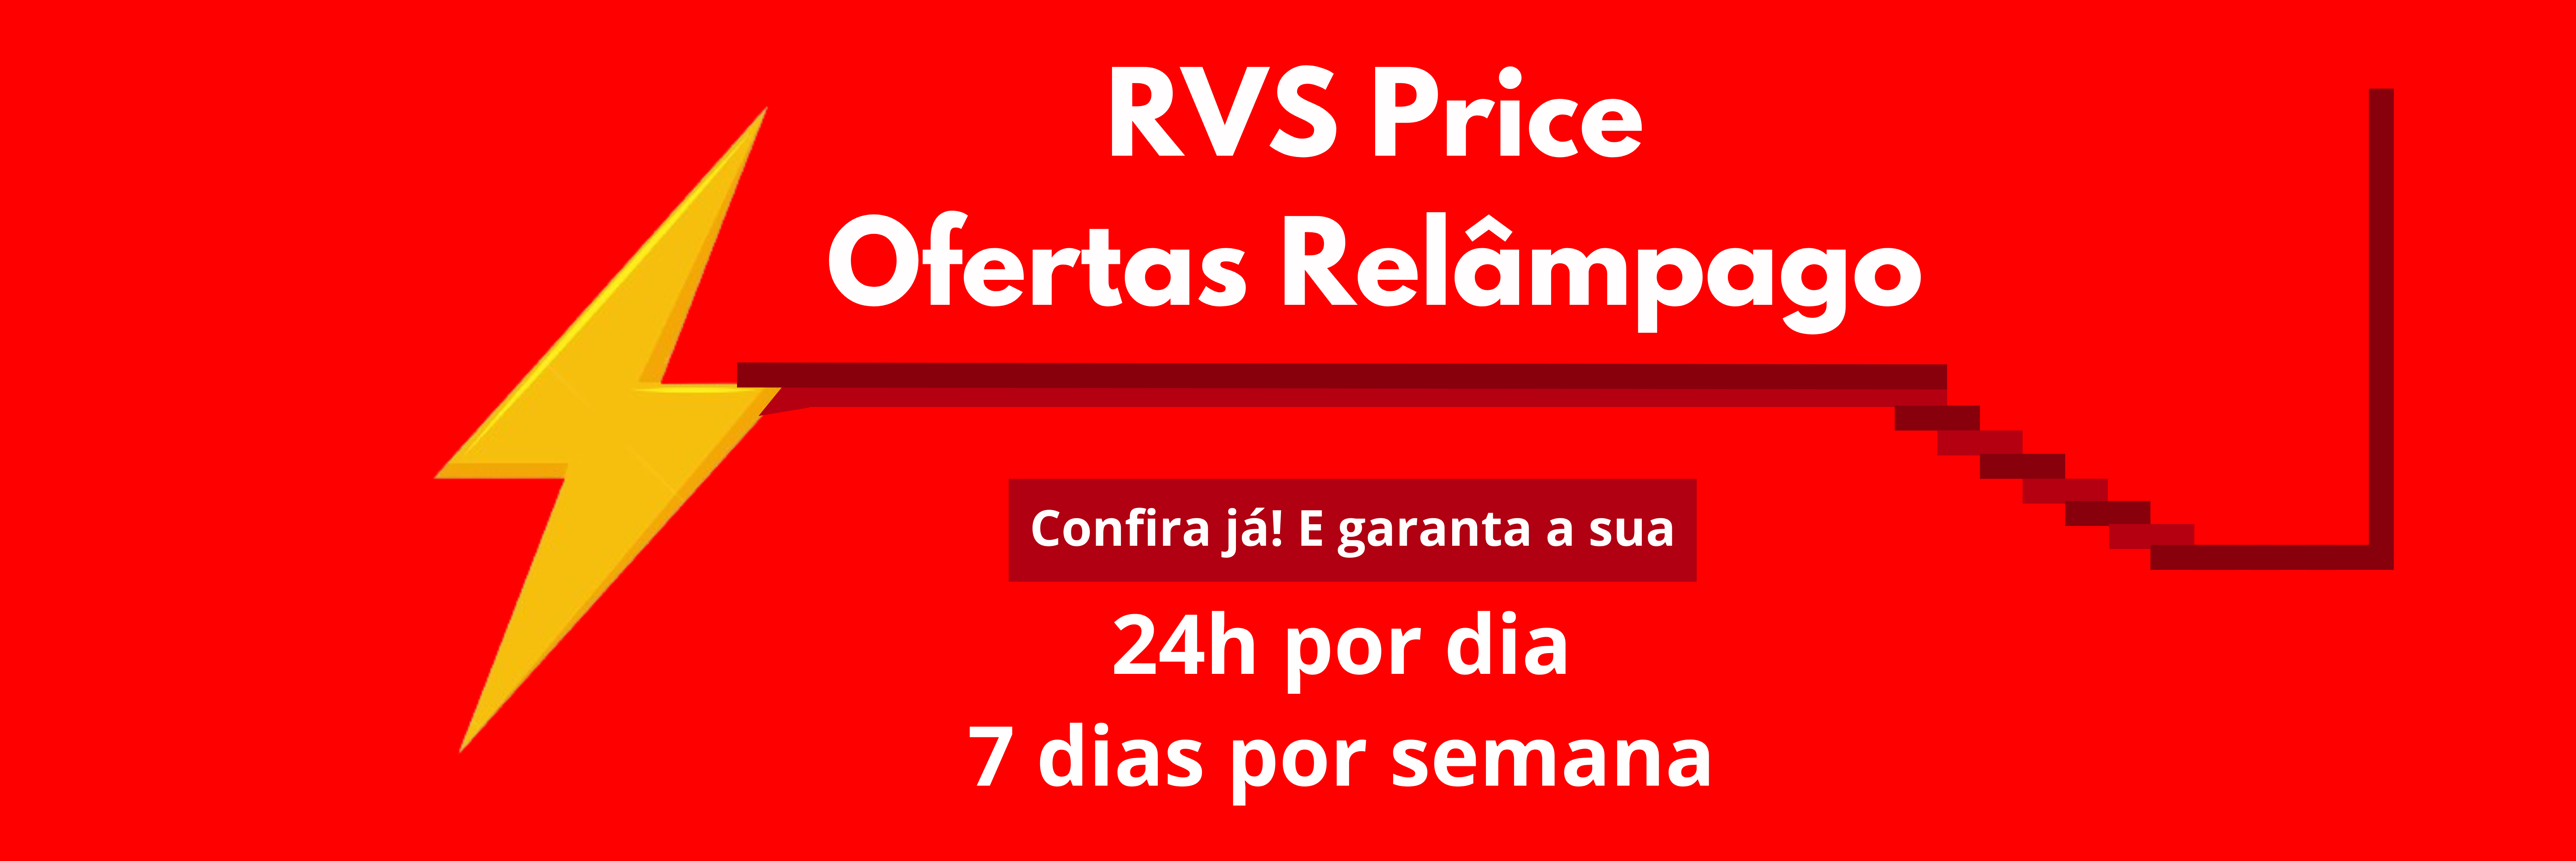 RVS Price
Ofertas Relâmpago
Confira já! E garanta a sua
24h por dia
7 dias por semana